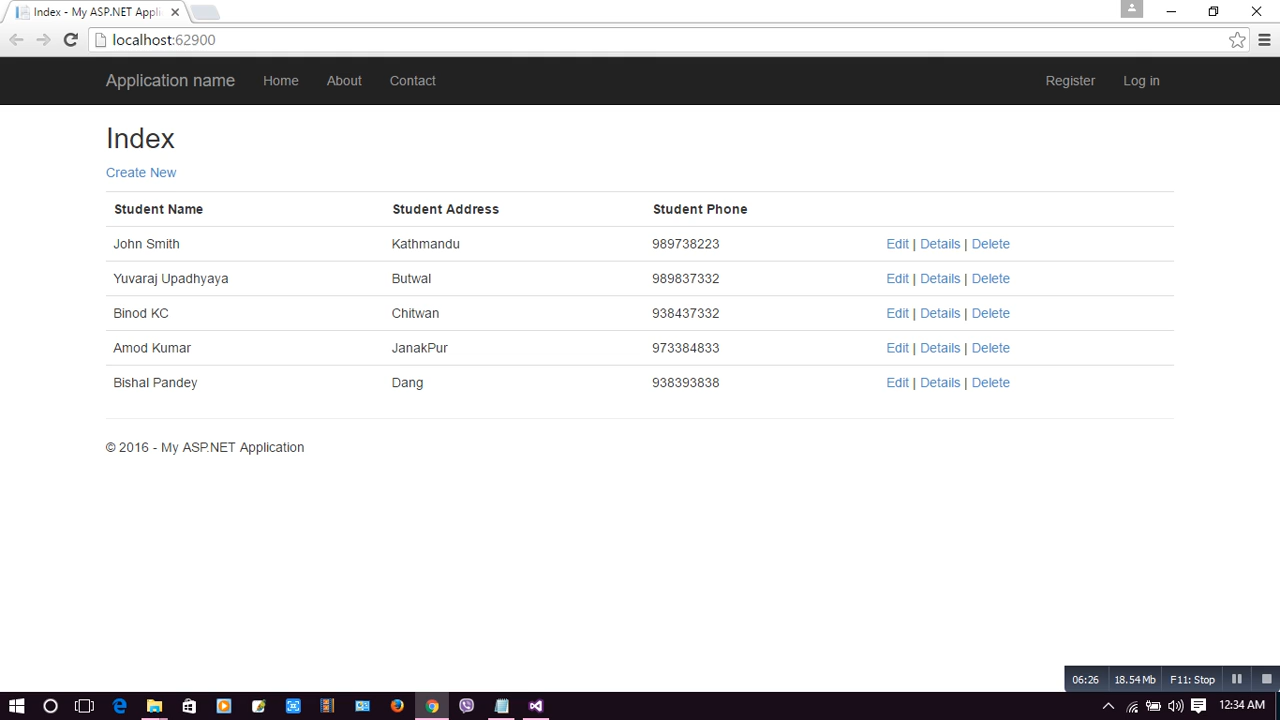 Index - My ASP.NET Appli
localhost:62900
Application name Home About Contact Register Log in
Index
Create New
Student Name Student Address Student Phone
John Smith Kathmandu 989738223 Edit | Details | Delete
Yuvaraj Upadhyaya Butwal 989837332 Edit | Details | Delete
Binod KC Chitwan 938437332 Edit | Details | Delete
Amod Kumar JanakPur 973384833 Edit | Details | Delete
Bishal Pandey Dang 938393838 Edit | Details | Delete
© 2016 - My ASP.NET Application
06:26 18.54 Mb F11: Stop
12:34 AM